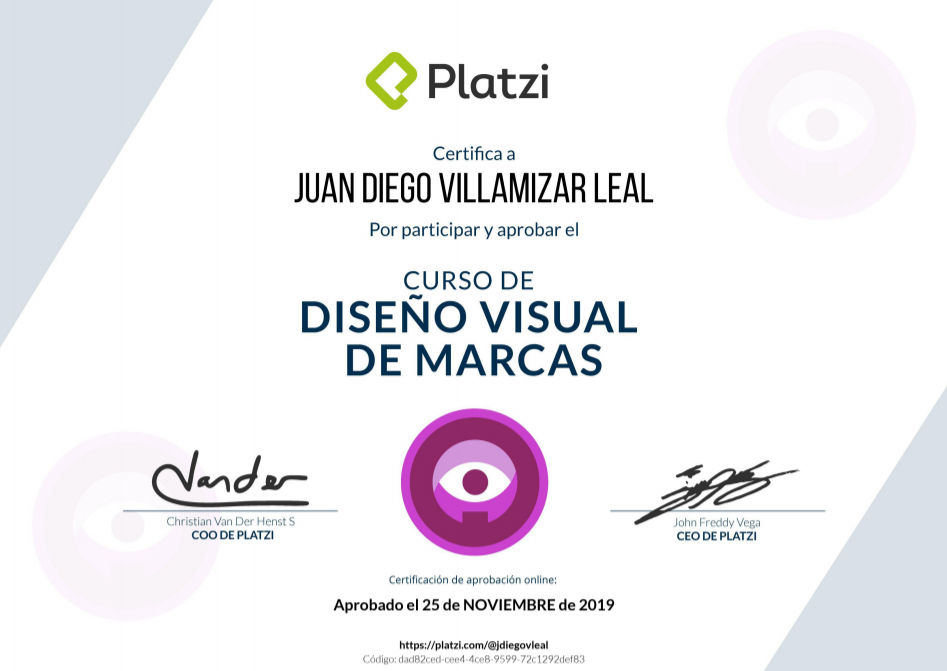 Platzi
Certifica a
JUAN DIEGO VILLAMIZAR LEAL
Por participar y aprobar el
CURSO DE
DISEÑO VISUAL
DE MARCAS
Vander
Christian Van Der Henst S
COO DE PLATZI
John Freddy Vega
CEO DE PLATZI
Certificación de aprobación online:
Aprobado el 25 de NOVIEMBRE de 2019
https://platzi.com/@jdiegovleal
Código: dad82ced-cee4-4ce8-9599-72c1292def83